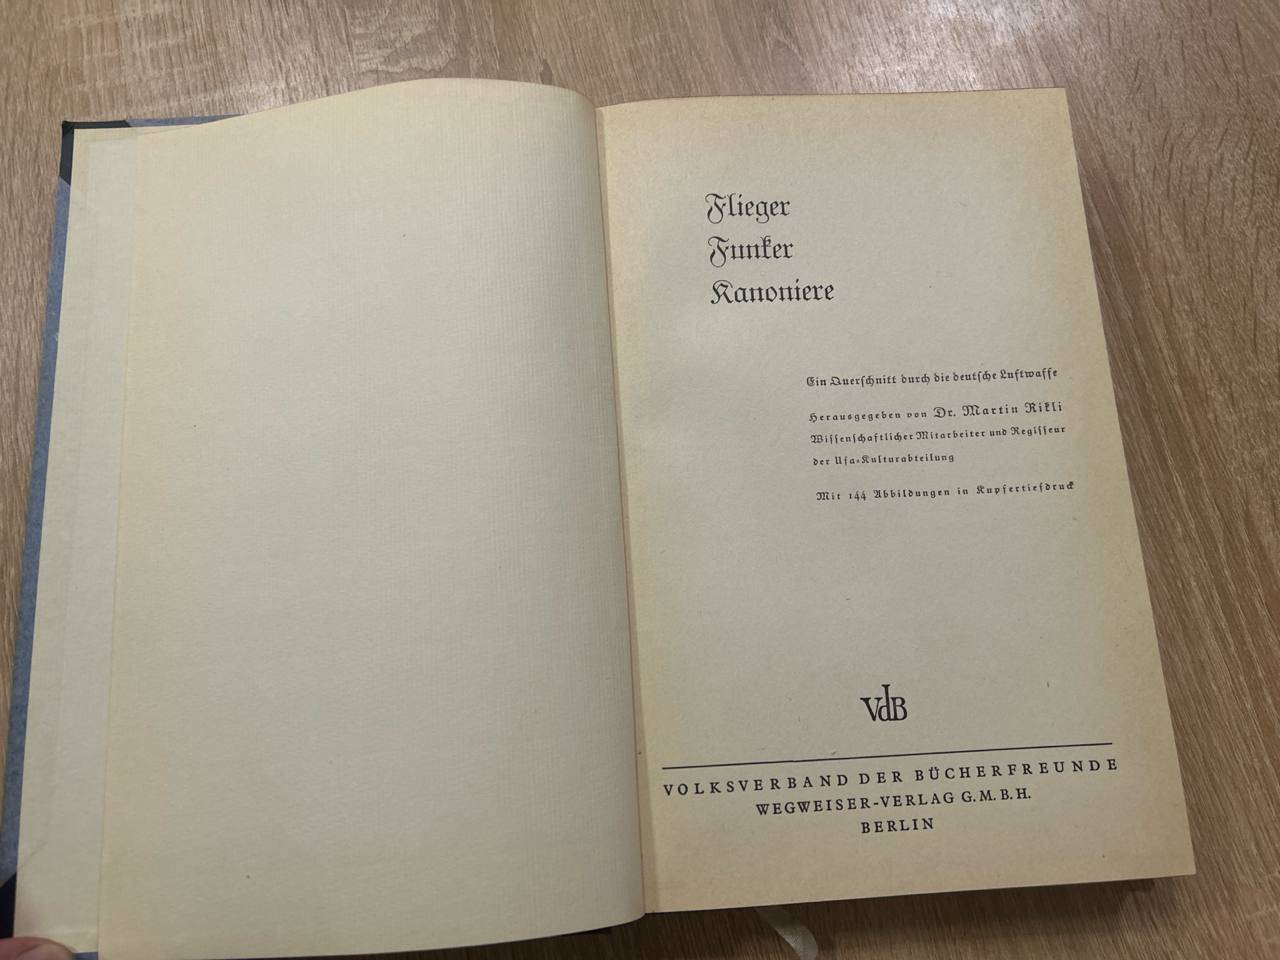 Flieger
Funker
Kanoniere
Ein Querschnitt durch die deutsche Luftwaffe
Herausgegeben von Dr. Martin Rikli
Wissenschaftlicher Mitarbeiter und Regisseur
der Ufa-Kulturabteilung
Mit 144 Abbildungen in Kupfertiefdruck
VdB
VOLKSVERBAND DER BÜCHERFREUNDE
WEGWEISER-VERLAG G.M.B.H.
BERLIN